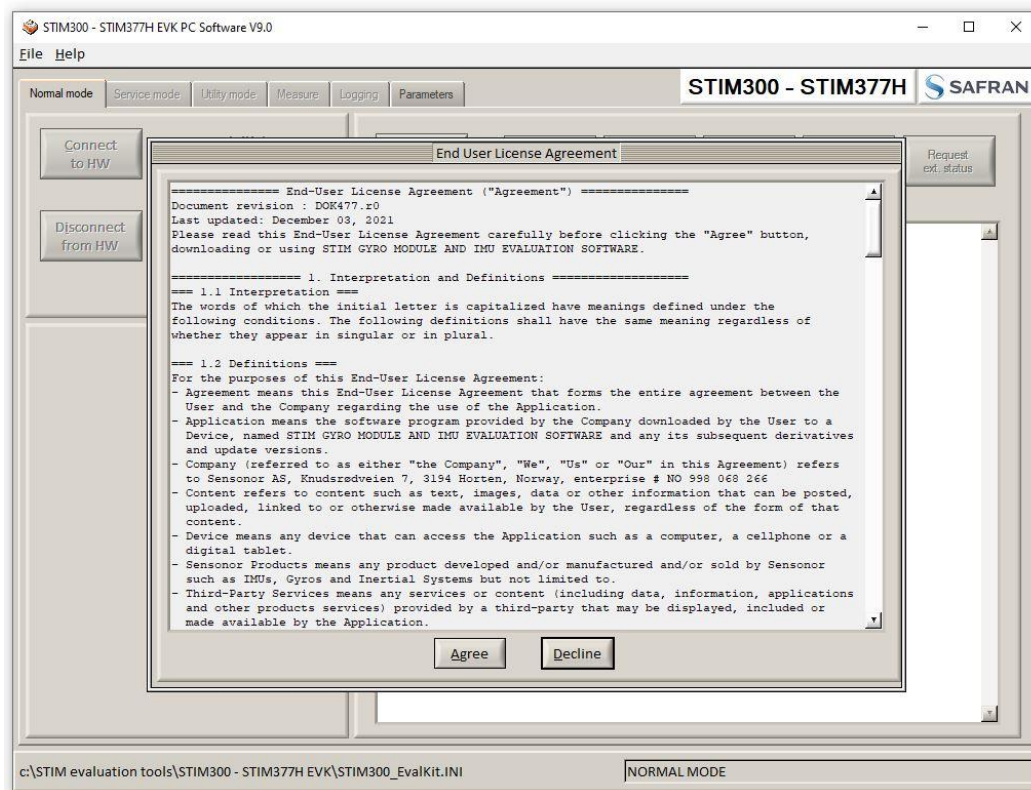 STIM300 - STIM377H EVK PC Software V9.0
File Help
Normal mode Service mode Utility mode Measure Logging Parameters
STIM300 - STIM377H SAFRAN
Connect
to HW
Request
ext. status
Disconnect
from HW
End User License Agreement
=============== End-User License Agreement ("Agreement") ===============
Document revision : DOK477.r0
Last updated: December 03, 2021
Please read this End-User License Agreement carefully before clicking the "Agree" button,
downloading or using STIM GYRO MODULE AND IMU EVALUATION SOFTWARE.
================== 1. Interpretation and Definitions ===================
=== 1.1 Interpretation ===
The words of which the initial letter is capitalized have meanings defined under the
following conditions. The following definitions shall have the same meaning regardless of
whether they appear in singular or in plural.
=== 1.2 Definitions ===
For the purposes of this End-User License Agreement:
- Agreement means this End-User License Agreement that forms the entire agreement between the
User and the Company regarding the use of the Application.
- Application means the software program provided by the Company downloaded by the User to a
Device, named STIM GYRO MODULE AND IMU EVALUATION SOFTWARE and any its subsequent derivatives
and update versions.
- Company (referred to as either "the Company", "We", "Us" or "Our" in this Agreement) refers
to Sensonor AS, Knudsrødveien 7, 3194 Horten, Norway, enterprise # NO 998 068 266
- Content refers to content such as text, images, data or other information that can be posted,
uploaded, linked to or otherwise made available by the User, regardless of the form of that
content.
- Device means any device that can access the Application such as a computer, a cellphone or a
digital tablet.
- Sensonor Products means any product developed and/or manufactured and/or sold by Sensonor
such as IMUs, Gyros and Inertial Systems but not limited to.
- Third-Party Services means any services or content (including data, information, applications
and other products services) provided by a third-party that may be displayed, included or
made available by the Application.
Agree Decline
c:\STIM evaluation tools\STIM300 - STIM377H EVK\STIM300_EvalKit.INI
NORMAL MODE